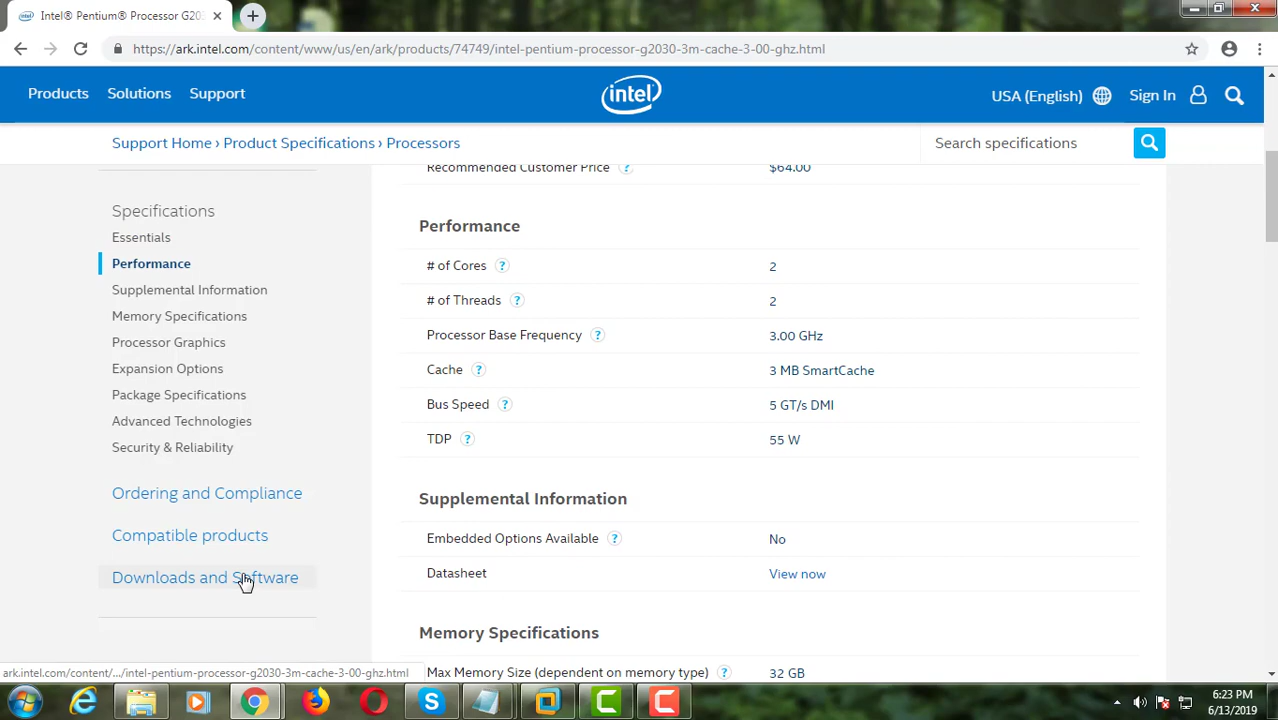 Intel® Pentium® Processor G20
https://ark.intel.com/content/www/us/en/ark/products/74749/intel-pentium-processor-g2030-3m-cache-3-00-ghz.html
Products Solutions Support
intel
USA (English) Sign In
Support Home › Product Specifications › Processors
Search specifications
Recommended Customer Price ? $64.00
Specifications
Essentials
Performance
Supplemental Information
Memory Specifications
Processor Graphics
Expansion Options
Package Specifications
Advanced Technologies
Security & Reliability
Ordering and Compliance
Compatible products
Downloads and Software
Performance
# of Cores ? 2
# of Threads ? 2
Processor Base Frequency ? 3.00 GHz
Cache ? 3 MB SmartCache
Bus Speed ? 5 GT/s DMI
TDP ? 55 W
Supplemental Information
Embedded Options Available ? No
Datasheet View now
Memory Specifications
Max Memory Size (dependent on memory type) ? 32 GB
ark.intel.com/content/.../intel-pentium-processor-g2030-3m-cache-3-00-ghz.html
6:23 PM
6/13/2019